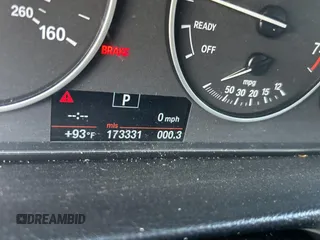 260
160
BRAKE
READY
OFF
7
50 30 20 15 12
mpg
P
--:-- 0 mph
mls
+93°F 173331 000.3
DREAMBID